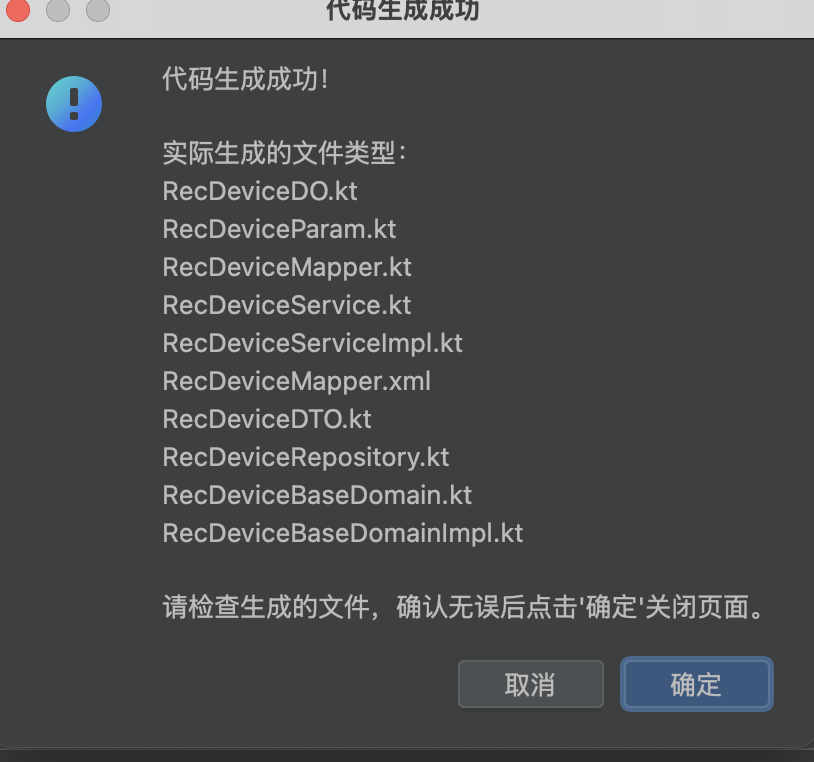 代码生成成功
代码生成成功！
实际生成的文件类型：
RecDeviceDO.kt
RecDeviceParam.kt
RecDeviceMapper.kt
RecDeviceService.kt
RecDeviceServiceImpl.kt
RecDeviceMapper.xml
RecDeviceDTO.kt
RecDeviceRepository.kt
RecDeviceBaseDomain.kt
RecDeviceBaseDomainImpl.kt
请检查生成的文件，确认无误后点击'确定'关闭页面。
取消
确定